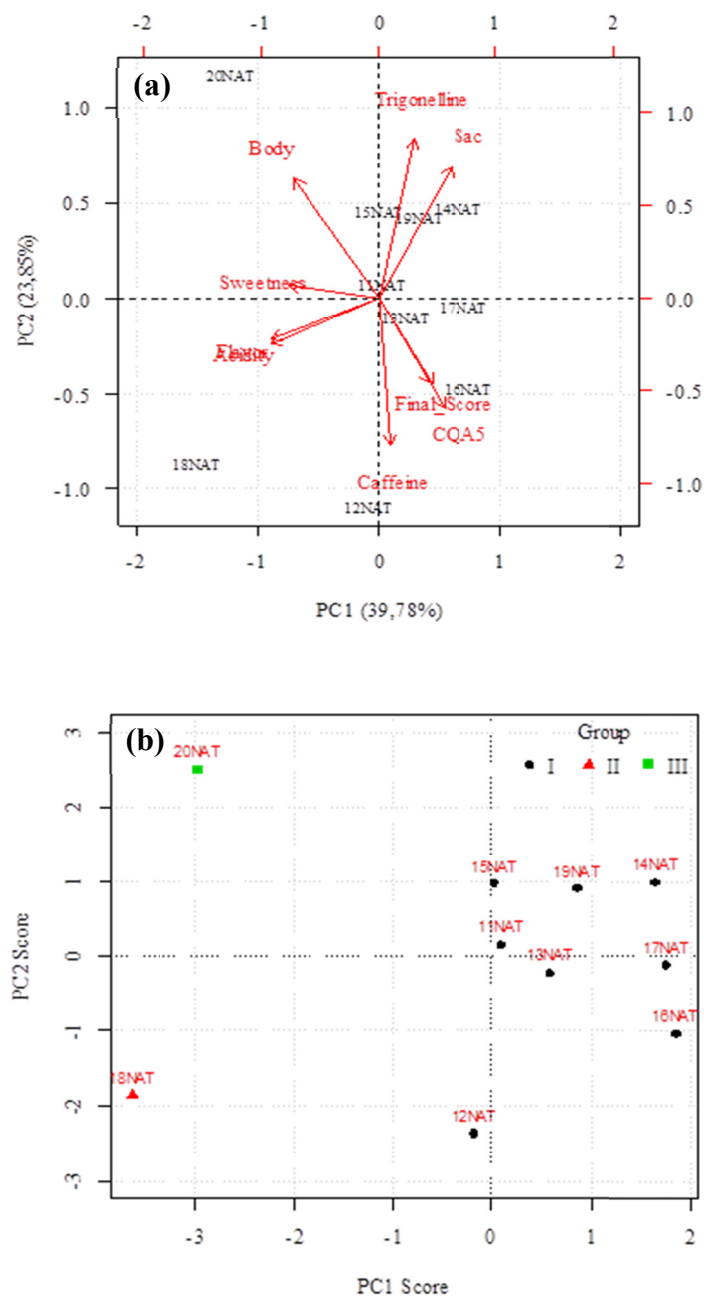 -2 -1 0 1 2
(a)
20NAT
Trigonelline
Sac
Body
15NAT
19NAT
14NAT
Sweetness
11NAT
13NAT
17NAT
Acidity
16NAT
Final_Score
CQA5
18NAT
Caffeine
12NAT
1.0
0.5
0.0
-0.5
-1.0
1.0
0.5
0.0
-0.5
-1.0
PC2 (23,85%)
-2 -1 0 1 2
PC1 (39,78%)
(b)
Group
I II III
20NAT
15NAT
19NAT
14NAT
11NAT
13NAT
17NAT
16NAT
18NAT
12NAT
3
2
1
0
-1
-2
-3
PC2 Score
-3 -2 -1 0 1 2
PC1 Score